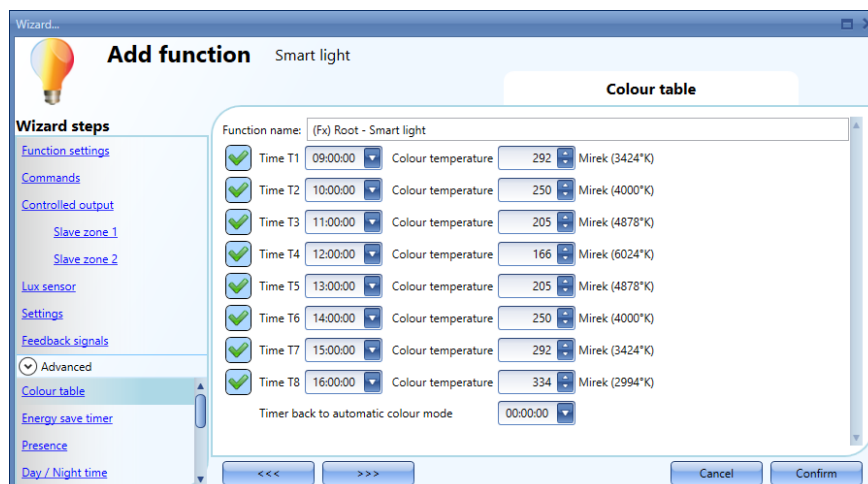 Wizard...
Add function Smart light
Colour table
Wizard steps
Function settings
Commands
Controlled output
Slave zone 1
Slave zone 2
Lux sensor
Settings
Feedback signals
Advanced
Colour table
Energy save timer
Presence
Day / Night time
Function name: (Fx) Root - Smart light
Time T1 09:00:00 Colour temperature 292 Mirek (3424°K)
Time T2 10:00:00 Colour temperature 250 Mirek (4000°K)
Time T3 11:00:00 Colour temperature 205 Mirek (4878°K)
Time T4 12:00:00 Colour temperature 166 Mirek (6024°K)
Time T5 13:00:00 Colour temperature 205 Mirek (4878°K)
Time T6 14:00:00 Colour temperature 250 Mirek (4000°K)
Time T7 15:00:00 Colour temperature 292 Mirek (3424°K)
Time T8 16:00:00 Colour temperature 334 Mirek (2994°K)
Timer back to automatic colour mode 00:00:00
<<< >>> Cancel Confirm